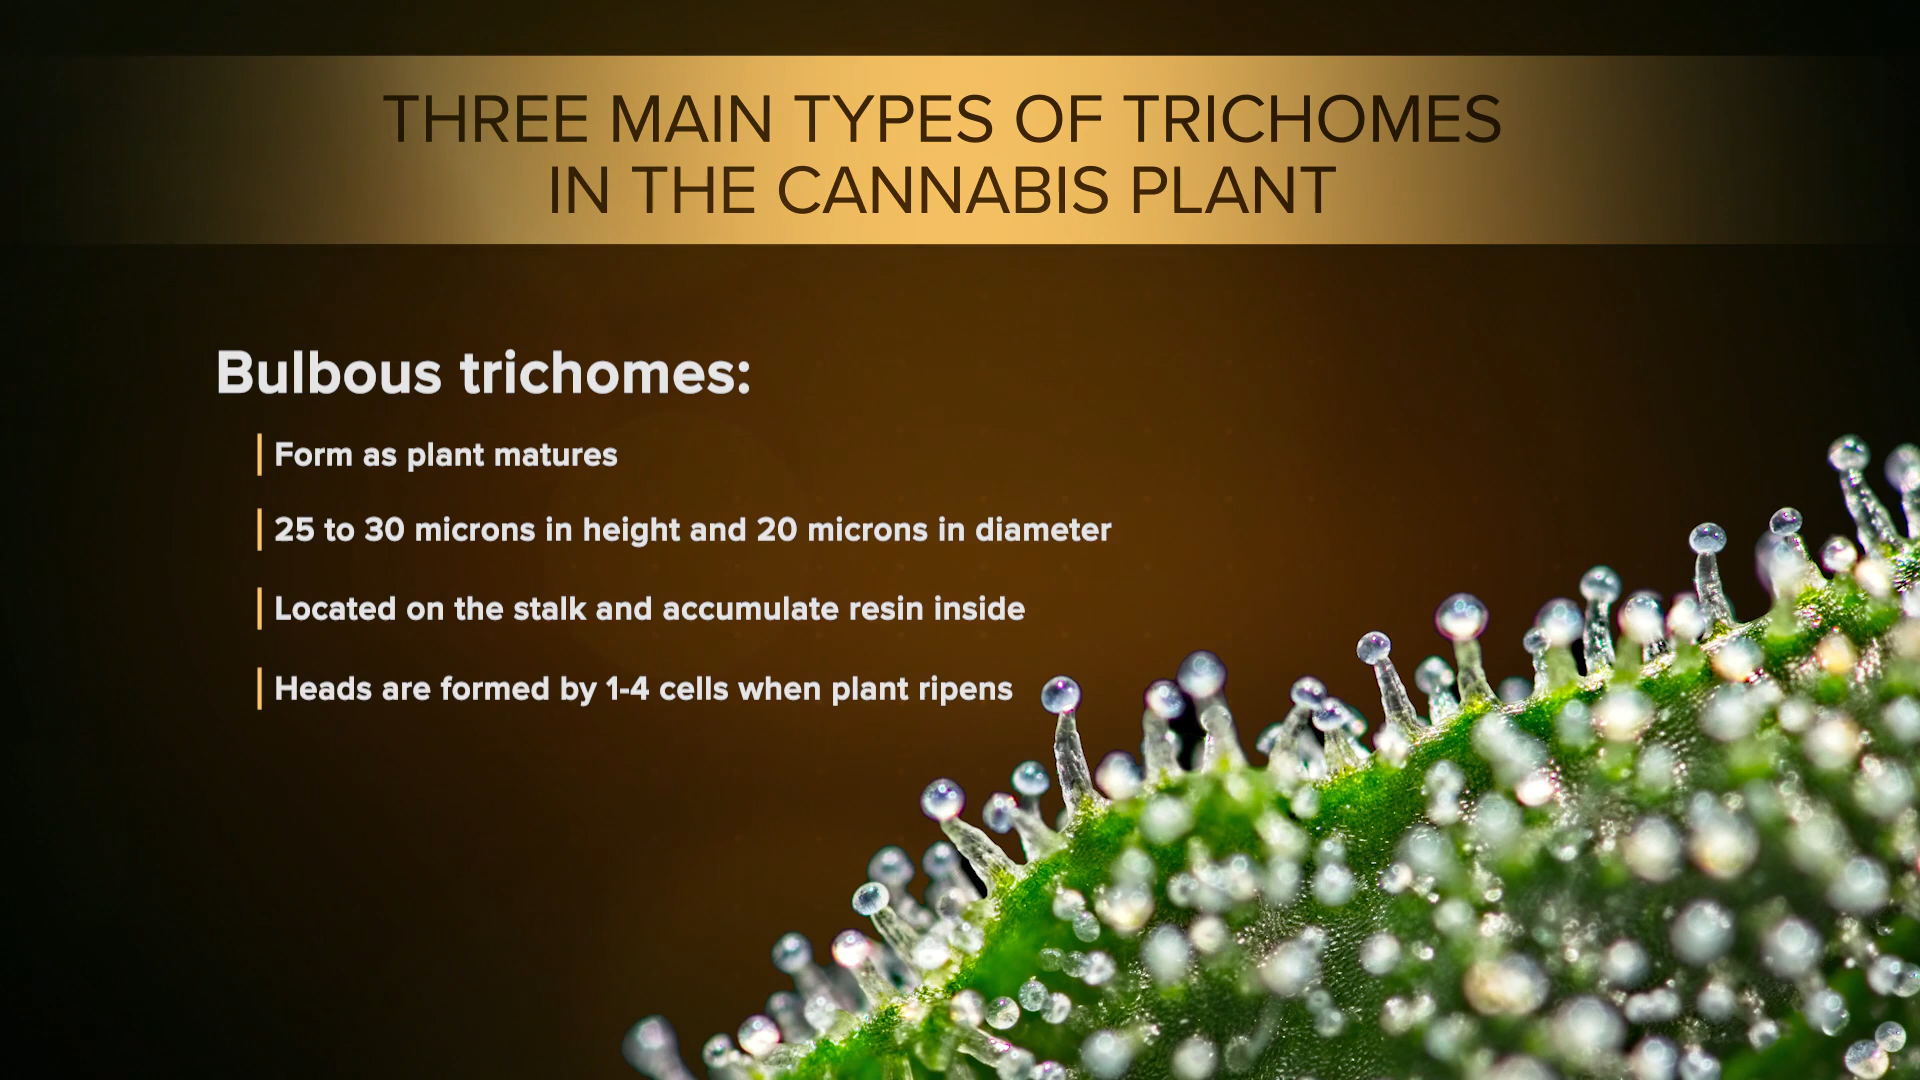 THREE MAIN TYPES OF TRICHOMES
IN THE CANNABIS PLANT
Bulbous trichomes:
Form as plant matures
25 to 30 microns in height and 20 microns in diameter
Located on the stalk and accumulate resin inside
Heads are formed by 1-4 cells when plant ripens